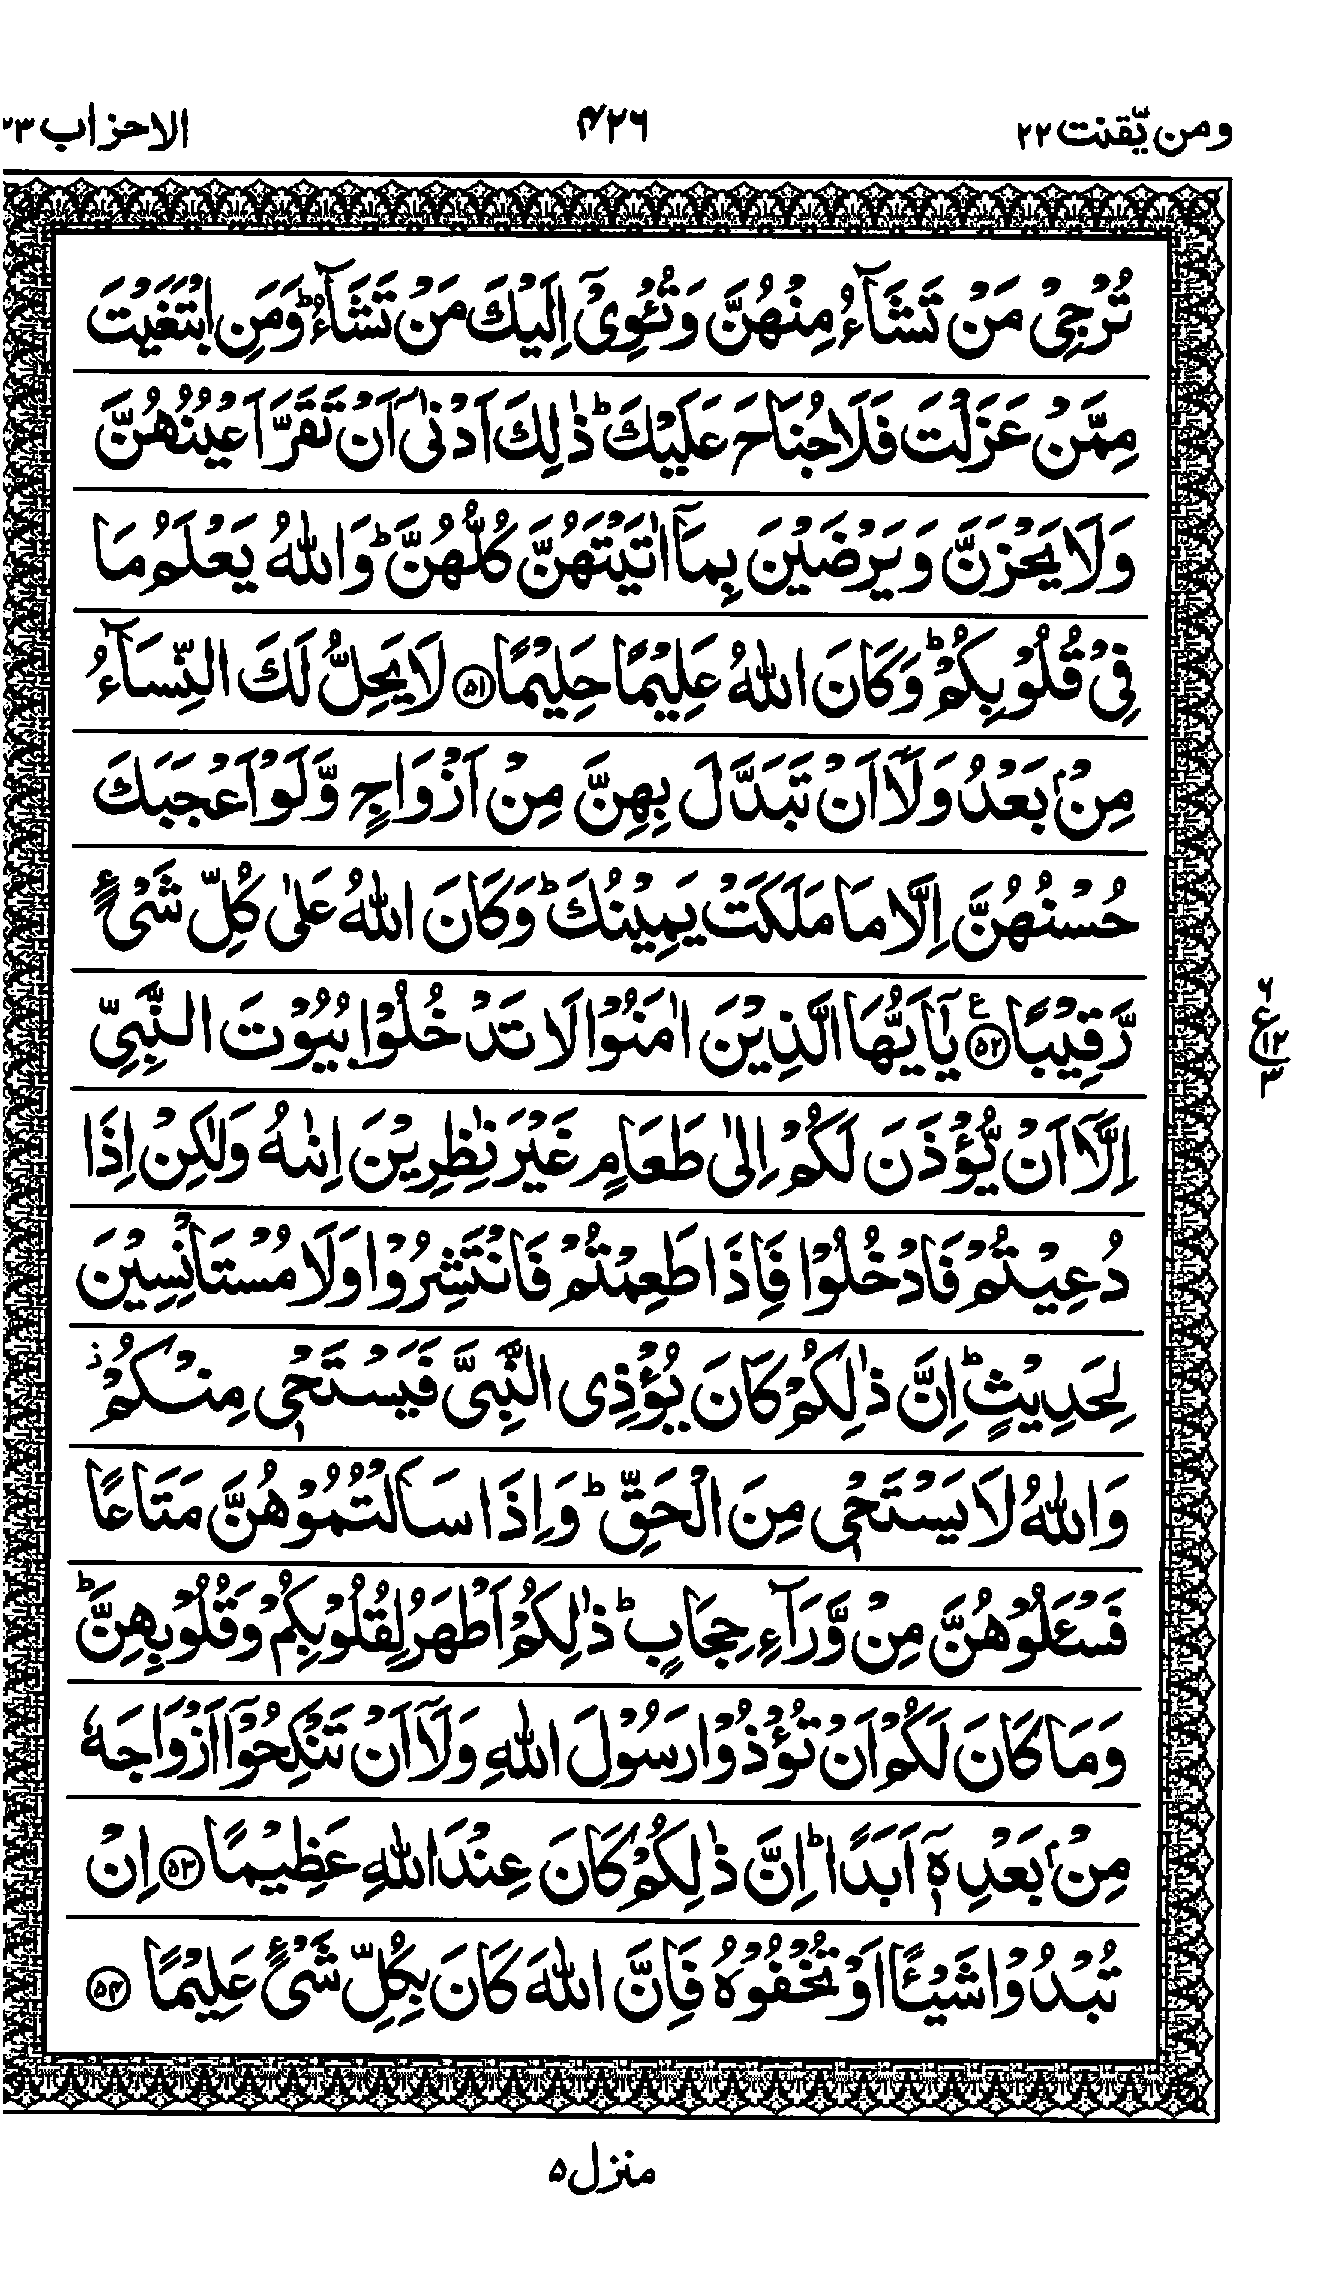 ومن یّقنت ۲۲ ۴۲۶ الاحزاب ۳۳
تُرْجِیْ مَنْ تَشَآءُ مِنْهُنَّ وَ تُـْٔوِیْۤ اِلَیْكَ مَنْ تَشَآءُؕ وَ مَنِ ابْتَغَیْتَ
مِمَّنْ عَزَلْتَ فَلَا جُنَاحَ عَلَیْكَؕ ذٰلِكَ اَدْنٰۤى اَنْ تَقَرَّ اَعْیُنُهُنَّ
وَ لَا یَحْزَنَّ وَ یَرْضَیْنَ بِمَاۤ اٰتَیْتَهُنَّ كُلُّهُنَّؕ وَ اللّٰهُ یَعْلَمُ مَا
فِیْ قُلُوْبِكُمْؕ وَ كَانَ اللّٰهُ عَلِیْمًا حَلِیْمًا ﴿۵۱﴾ لَا یَحِلُّ لَكَ النِّسَآءُ
مِنْۢ بَعْدُ وَ لَاۤ اَنْ تَبَدَّلَ بِهِنَّ مِنْ اَزْوَاجٍ وَّ لَوْ اَعْجَبَكَ
حُسْنُهُنَّ اِلَّا مَا مَلَكَتْ یَمِیْنُكَؕ وَ كَانَ اللّٰهُ عَلٰى كُلِّ شَیْءٍ
رَّقِیْبًا ﴿۵۲﴾ ع یٰۤاَیُّهَا الَّذِیْنَ اٰمَنُوْا لَا تَدْخُلُوْا بُیُوْتَ النَّبِیِّ
۶ ع ۱۲ ۳
اِلَّاۤ اَنْ یُّؤْذَنَ لَكُمْ اِلٰى طَعَامٍ غَیْرَ نٰظِرِیْنَ اِنٰىهُ وَ لٰكِنْ اِذَا
دُعِیْتُمْ فَادْخُلُوْا فَاِذَا طَعِمْتُمْ فَانْتَشِرُوْا وَ لَا مُسْتَاْنِسِیْنَ
لِحَدِیْثٍؕ اِنَّ ذٰلِكُمْ كَانَ یُؤْذِی النَّبِیَّ فَیَسْتَحْیٖ مِنْكُمْ٘
وَ اللّٰهُ لَا یَسْتَحْیٖ مِنَ الْحَقِّؕ وَ اِذَا سَاَلْتُمُوْهُنَّ مَتَاعًا
فَسْـَٔلُوْهُنَّ مِنْ وَّرَآءِ حِجَابٍؕ ذٰلِكُمْ اَطْهَرُ لِقُلُوْبِكُمْ وَ قُلُوْبِهِنَّؕ
وَ مَا كَانَ لَكُمْ اَنْ تُؤْذُوْا رَسُوْلَ اللّٰهِ وَ لَاۤ اَنْ تَنْكِحُوْۤا اَزْوَاجَهٗ
مِنْۢ بَعْدِهٖۤ اَبَدًاؕ اِنَّ ذٰلِكُمْ كَانَ عِنْدَ اللّٰهِ عَظِیْمًا ﴿۵۳﴾ اِنْ
تُبْدُوْا شَیْـًٔا اَوْ تُخْفُوْهُ فَاِنَّ اللّٰهَ كَانَ بِكُلِّ شَیْءٍ عَلِیْمًا ﴿۵۴﴾
منزل ۵